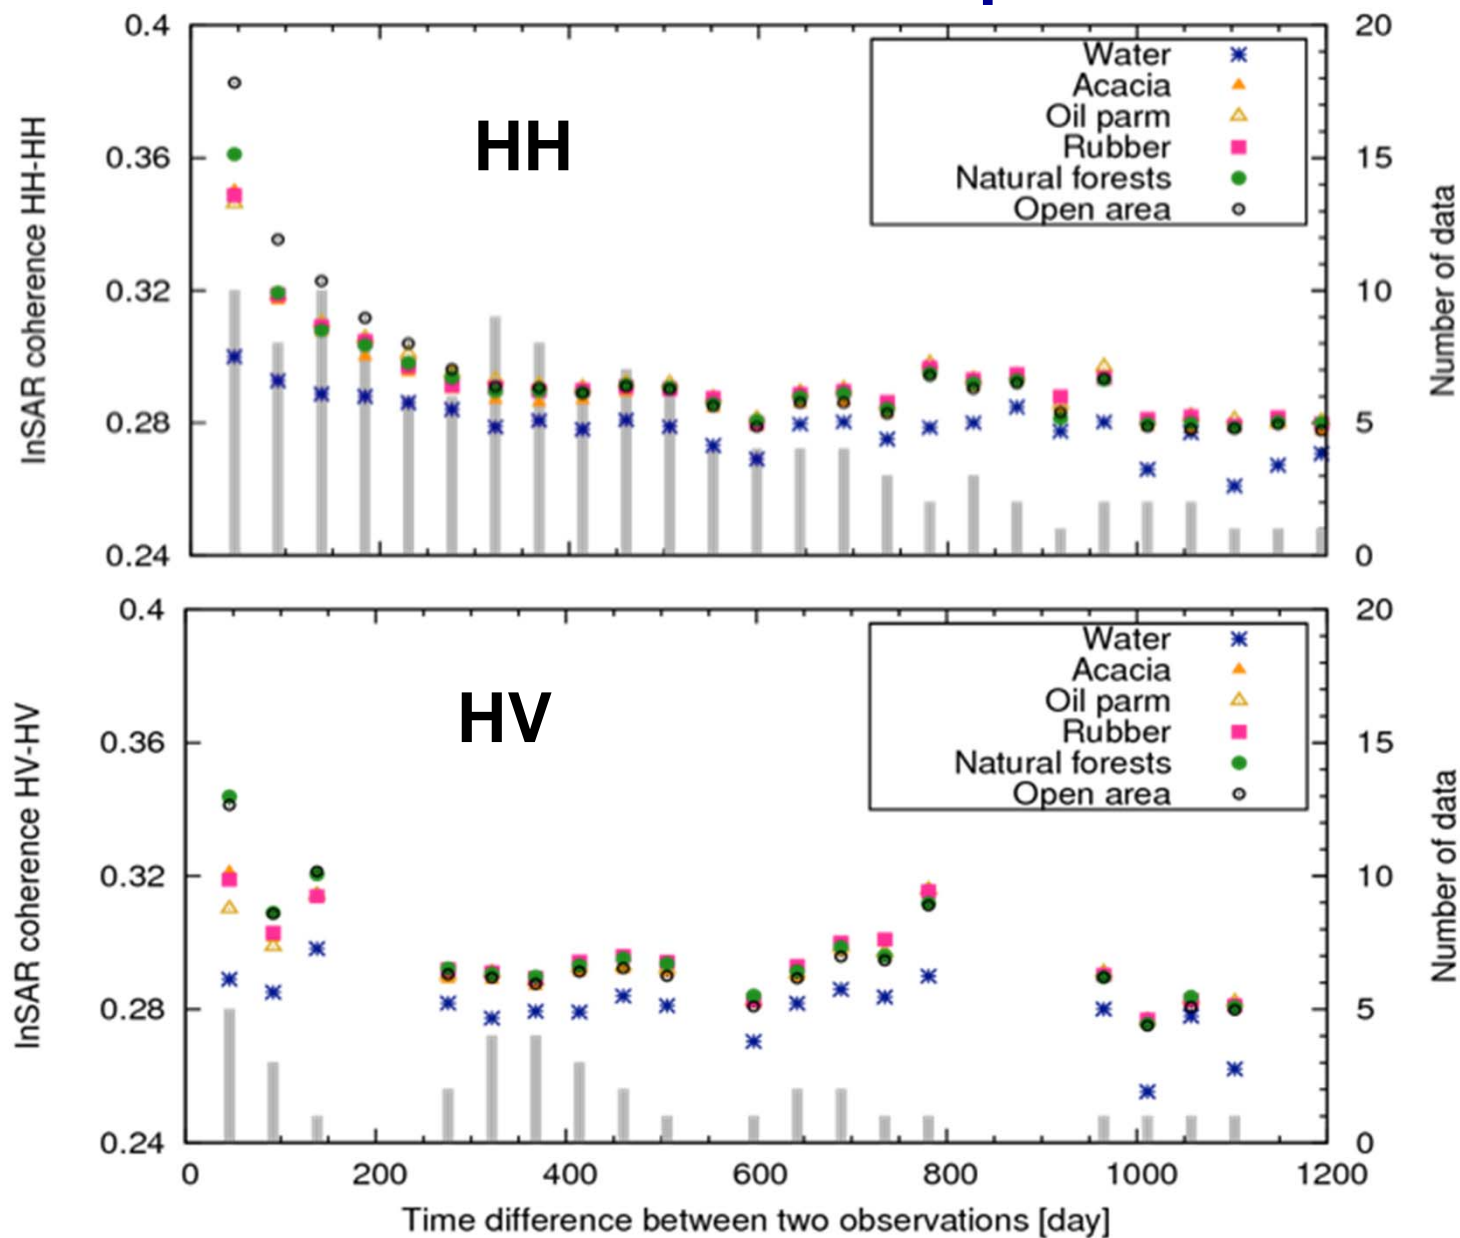 HH
InSAR coherence HH-HH
0.4
0.36
0.32
0.28
0.24
Water
Acacia
Oil parm
Rubber
Natural forests
Open area
20
15
10
5
0
Number of data
HV
InSAR coherence HV-HV
0.4
0.36
0.32
0.28
0.24
Water
Acacia
Oil parm
Rubber
Natural forests
Open area
20
15
10
5
0
Number of data
0 200 400 600 800 1000 1200
Time difference between two observations [day]